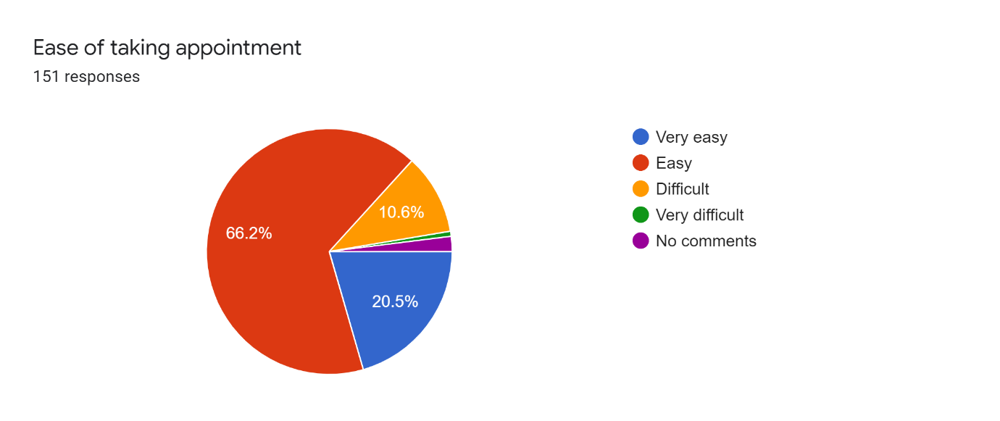 Ease of taking appointment
151 responses
66.2%
10.6%
20.5%
Very easy
Easy
Difficult
Very difficult
No comments